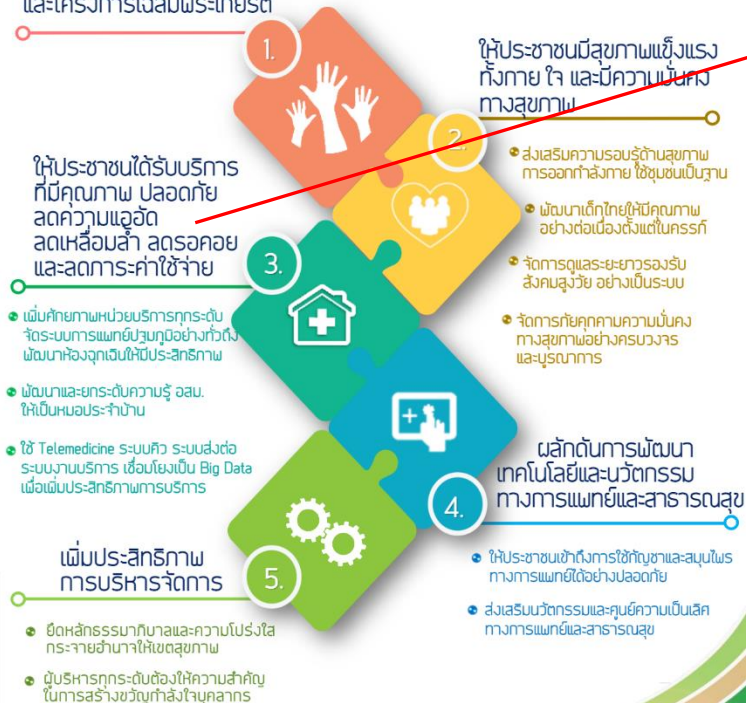 และโครงการเฉลิมพระเกียรติ
1.
ให้ประชาชนมีสุขภาพแข็งแรง
ทั้งกาย ใจ และมีความมั่นคง
ทางสุขภาพ
2.
ส่งเสริมความรอบรู้ด้านสุขภาพ
การออกกำลังกาย ใช้ชุมชนเป็นฐาน
พัฒนาเด็กไทยให้มีคุณภาพ
อย่างต่อเนื่องตั้งแต่ในครรภ์
จัดการดูแลระยะยาวรองรับ
สังคมสูงวัย อย่างเป็นระบบ
จัดการภัยคุกคามความมั่นคง
ทางสุขภาพอย่างครบวงจร
และบูรณาการ
ให้ประชาชนได้รับบริการ
ที่มีคุณภาพ ปลอดภัย
ลดความแออัด
ลดเหลื่อมล้ำ ลดรอคอย
และลดภาระค่าใช้จ่าย
3.
เพิ่มศักยภาพหน่วยบริการทุกระดับ
จัดระบบการแพทย์ปฐมภูมิอย่างทั่วถึง
พัฒนาห้องฉุกเฉินให้มีประสิทธิภาพ
พัฒนาและยกระดับความรู้ อสม.
ให้เป็นหมอประจำบ้าน
ใช้ Telemedicine ระบบคิว ระบบส่งต่อ
ระบบงานบริการ เชื่อมโยงเป็น Big Data
เพื่อเพิ่มประสิทธิภาพการบริการ
ผลักดันการพัฒนา
เทคโนโลยีและนวัตกรรม
ทางการแพทย์และสาธารณสุข
4.
ให้ประชาชนเข้าถึงการใช้กัญชาและสมุนไพร
ทางการแพทย์ได้อย่างปลอดภัย
ส่งเสริมนวัตกรรมและศูนย์ความเป็นเลิศ
ทางการแพทย์และสาธารณสุข
เพิ่มประสิทธิภาพ
การบริหารจัดการ
5.
ยึดหลักธรรมาภิบาลและความโปร่งใส
กระจายอำนาจให้เขตสุขภาพ
ผู้บริหารทุกระดับต้องให้ความสำคัญ
ในการสร้างขวัญกำลังใจบุคลากร